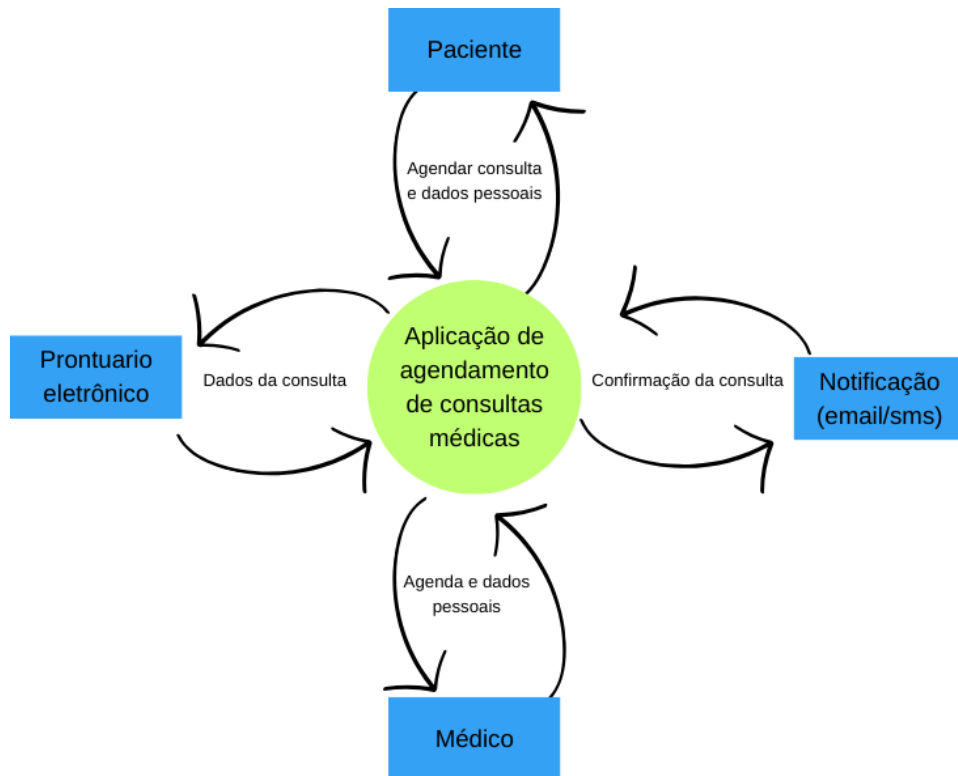 Paciente
Agendar consulta
e dados pessoais
Aplicação de
agendamento
de consultas
médicas
Prontuario
eletrônico
Dados da consulta
Confirmação da consulta
Notificação
(email/sms)
Agenda e dados
pessoais
Médico